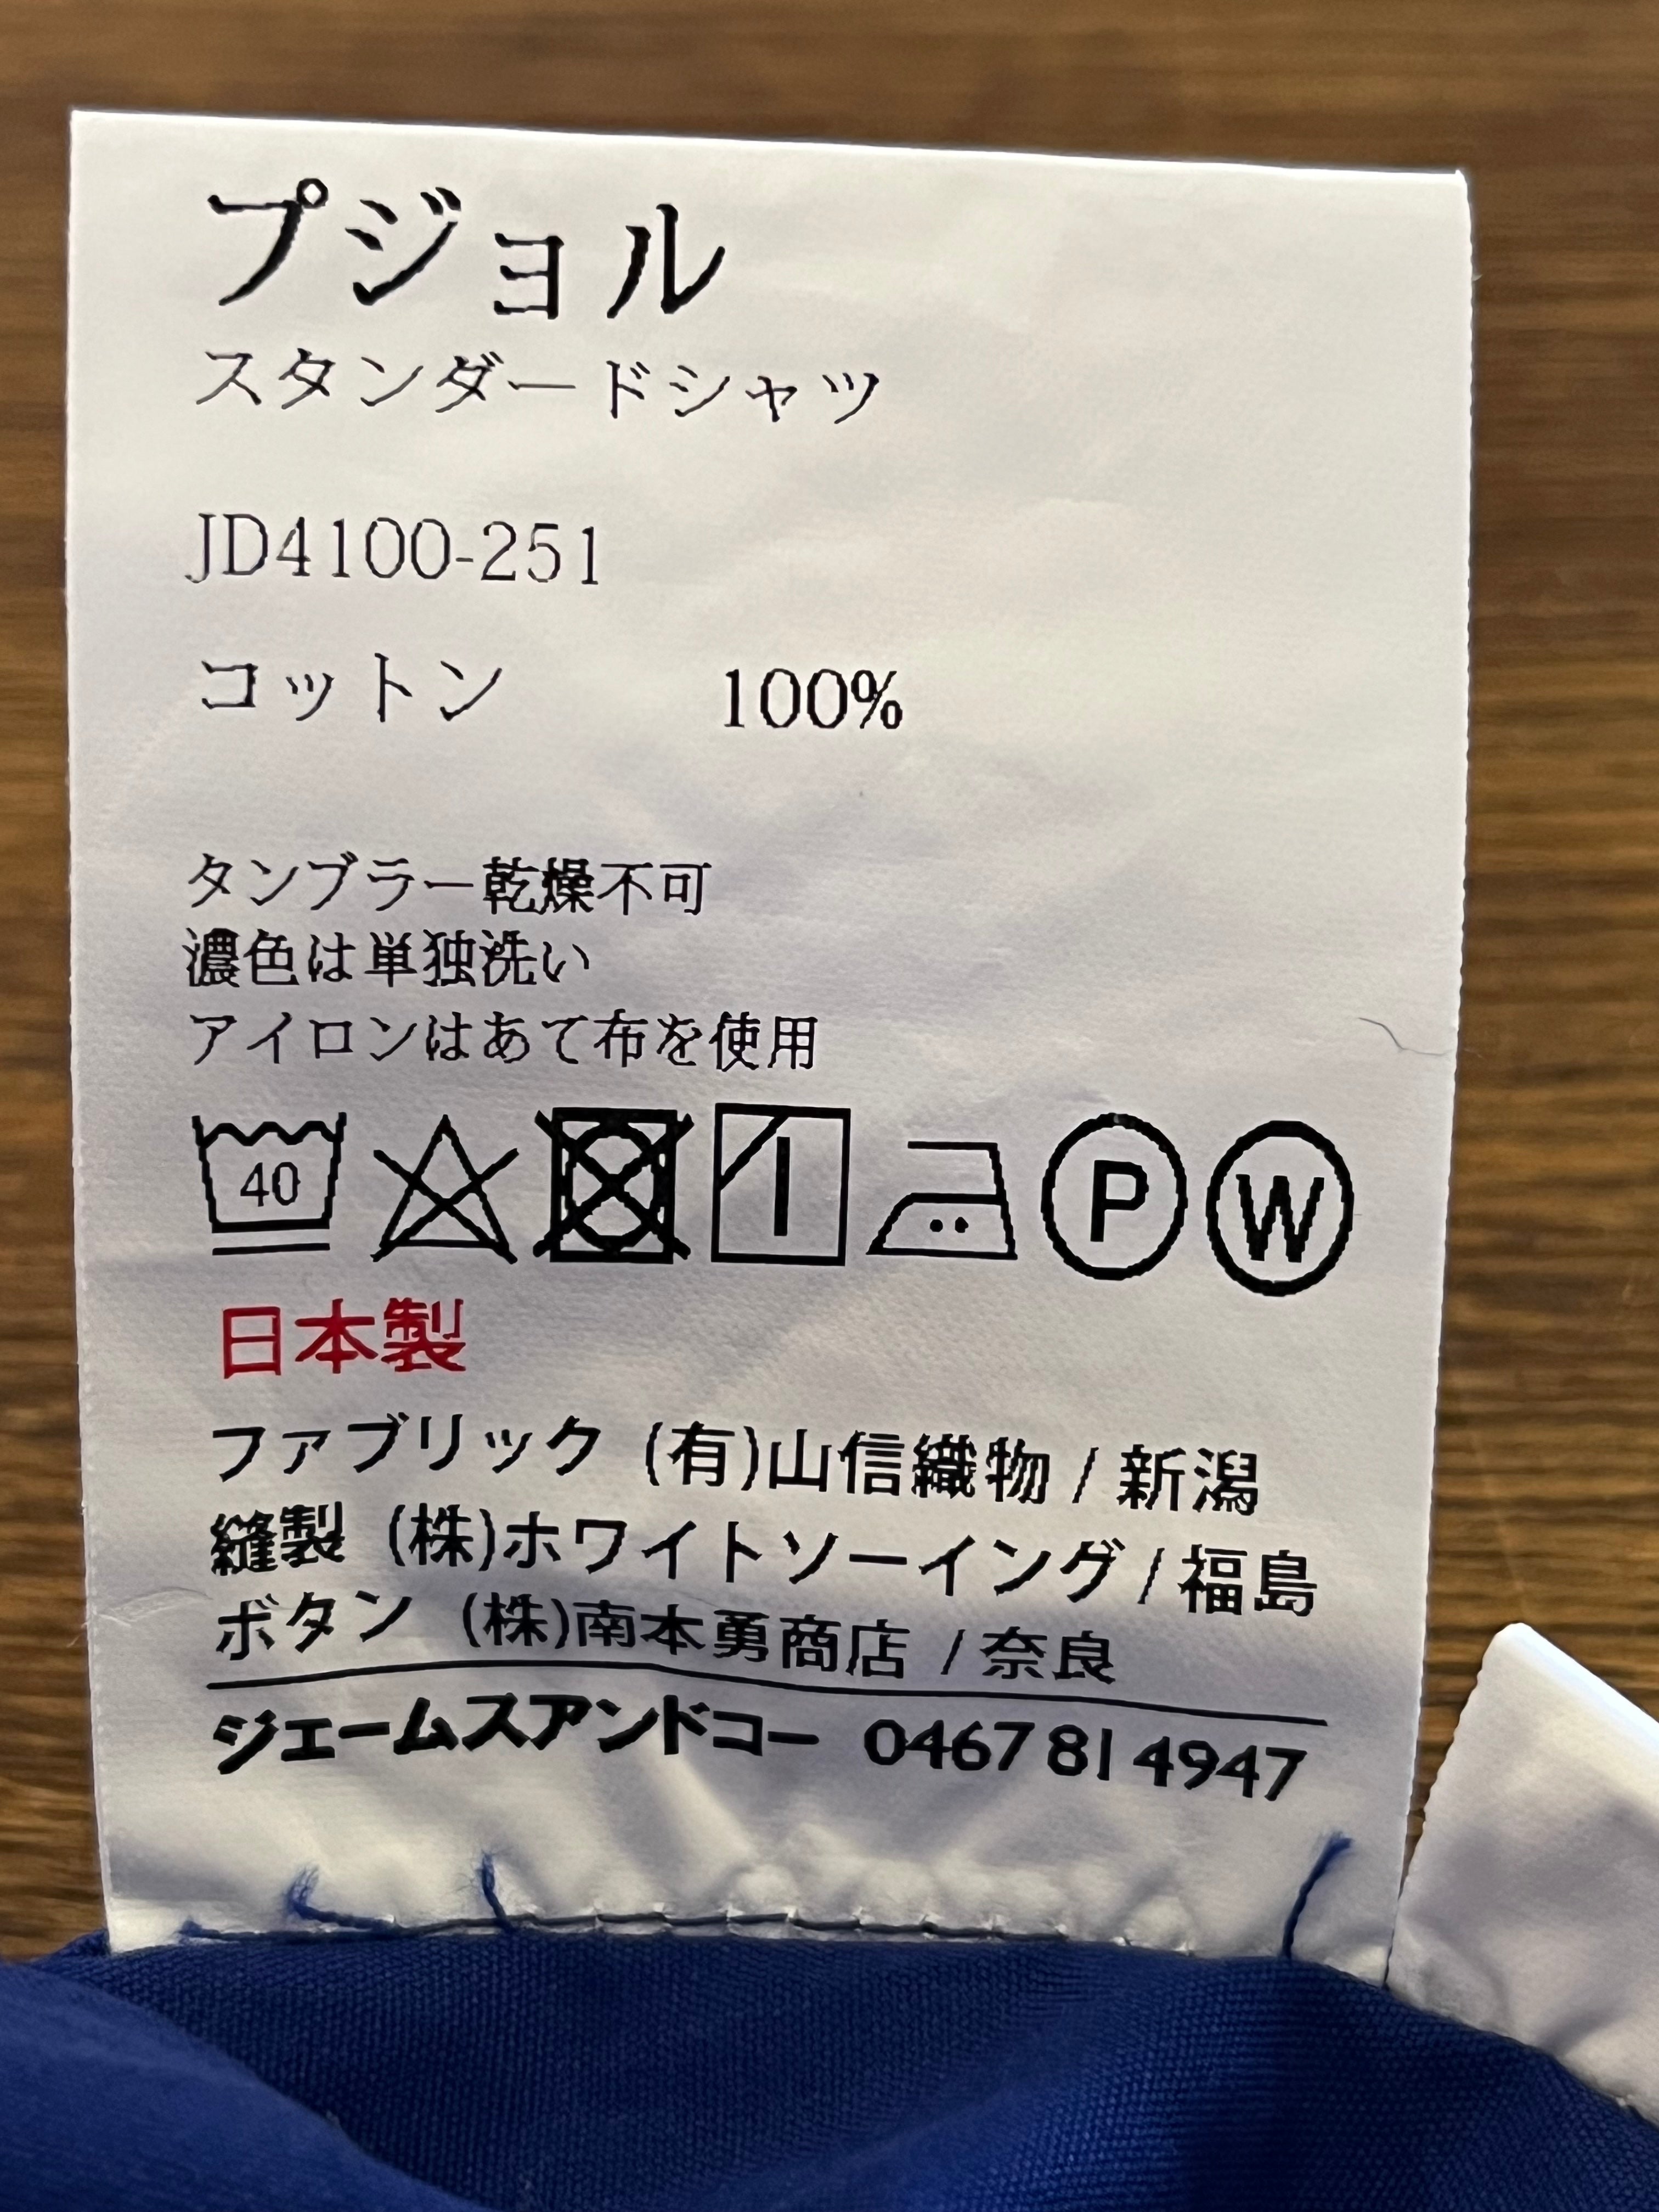 プジョル
スタンダードシャツ
JD4100-251
コットン 100%
タンブラー乾燥不可
濃色は単独洗い
アイロンはあて布を使用
40 P W
日本製
ファブリック (有)山信織物 / 新潟
縫製 (株)ホワイトソーイング / 福島
ボタン (株)南本勇商店 / 奈良
ジェームスアンドコー 0467 81 4947